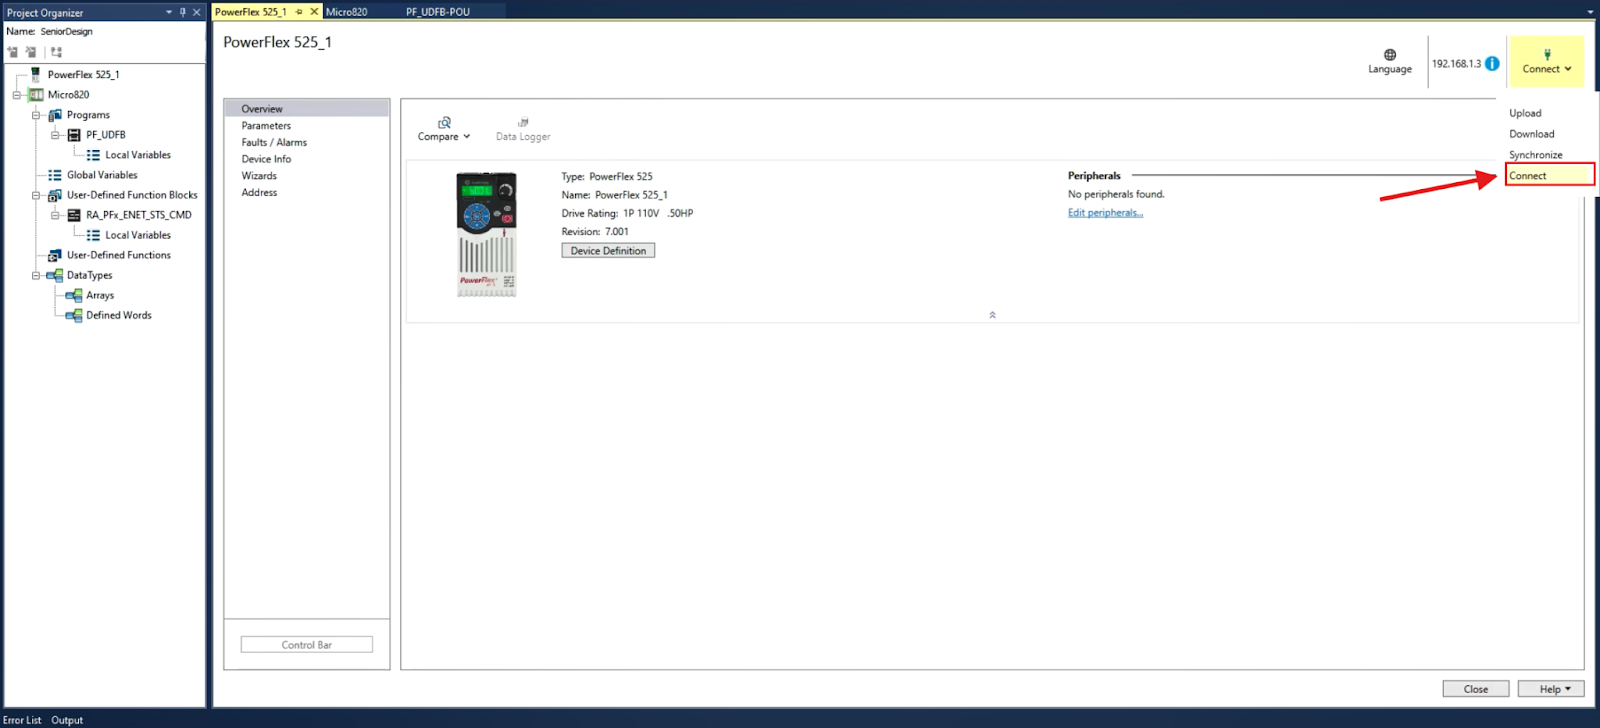 Project Organizer
Name: SeniorDesign
PowerFlex 525_1
Micro820
Programs
PF_UDFB
Local Variables
Global Variables
User-Defined Function Blocks
RA_PFx_ENET_STS_CMD
Local Variables
User-Defined Functions
DataTypes
Arrays
Defined Words
PowerFlex 525_1
Micro820
PF_UDFB-POU
PowerFlex 525_1
Language
192.168.1.3
Connect
Upload
Download
Synchronize
Connect
Overview
Parameters
Faults / Alarms
Device Info
Wizards
Address
Control Bar
Compare
Data Logger
PowerFlex
Type: PowerFlex 525
Name: PowerFlex 525_1
Drive Rating: 1P 110V .50HP
Revision: 7.001
Device Definition
Peripherals
No peripherals found.
Edit peripherals...
Close
Help
Error List Output